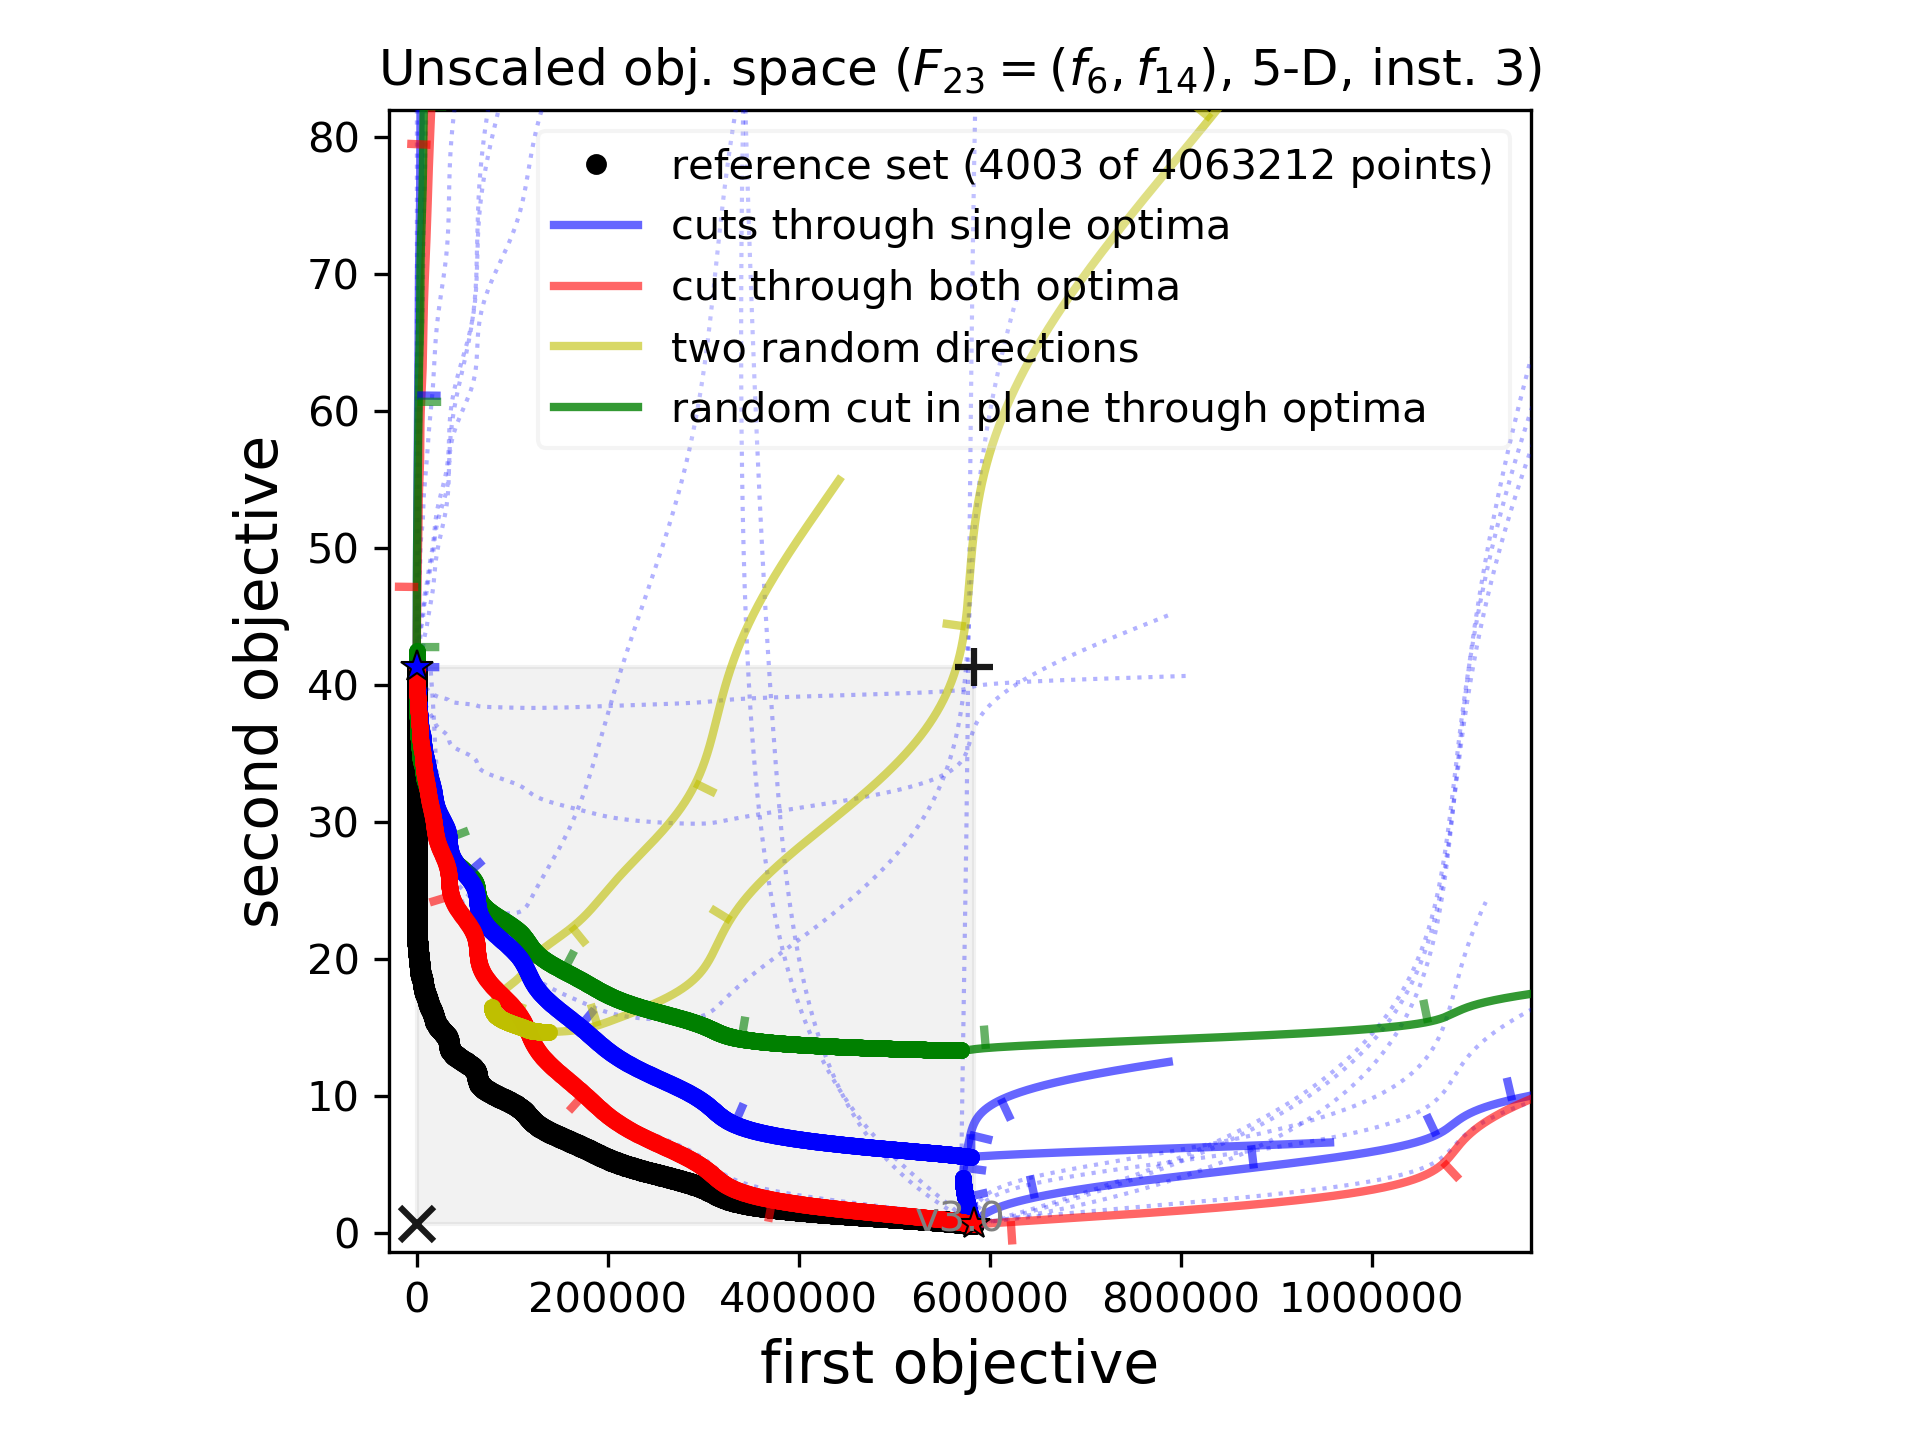 Unscaled obj. space (F₂₃ = (f₆, f₁₄), 5-D, inst. 3)
80
70
60
50
40
30
20
10
0
second objective
reference set (4003 of 4063212 points)
cuts through single optima
cut through both optima
two random directions
random cut in plane through optima
v3.0
0 200000 400000 600000 800000 1000000
first objective